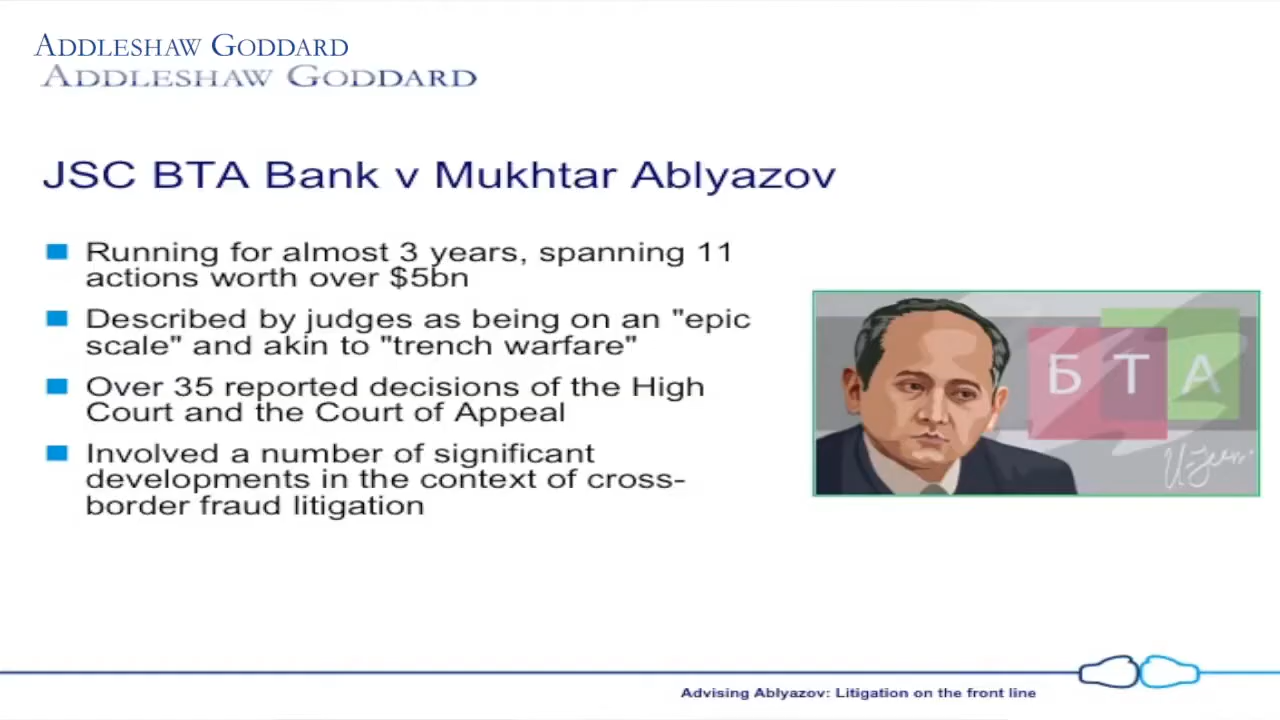 ADDLESHAW GODDARD
ADDLESHAW GODDARD
JSC BTA Bank v Mukhtar Ablyazov
Running for almost 3 years, spanning 11
actions worth over $5bn
Described by judges as being on an "epic
scale" and akin to "trench warfare"
Over 35 reported decisions of the High
Court and the Court of Appeal
Involved a number of significant
developments in the context of cross-
border fraud litigation
БТА
Advising Ablyazov: Litigation on the front line